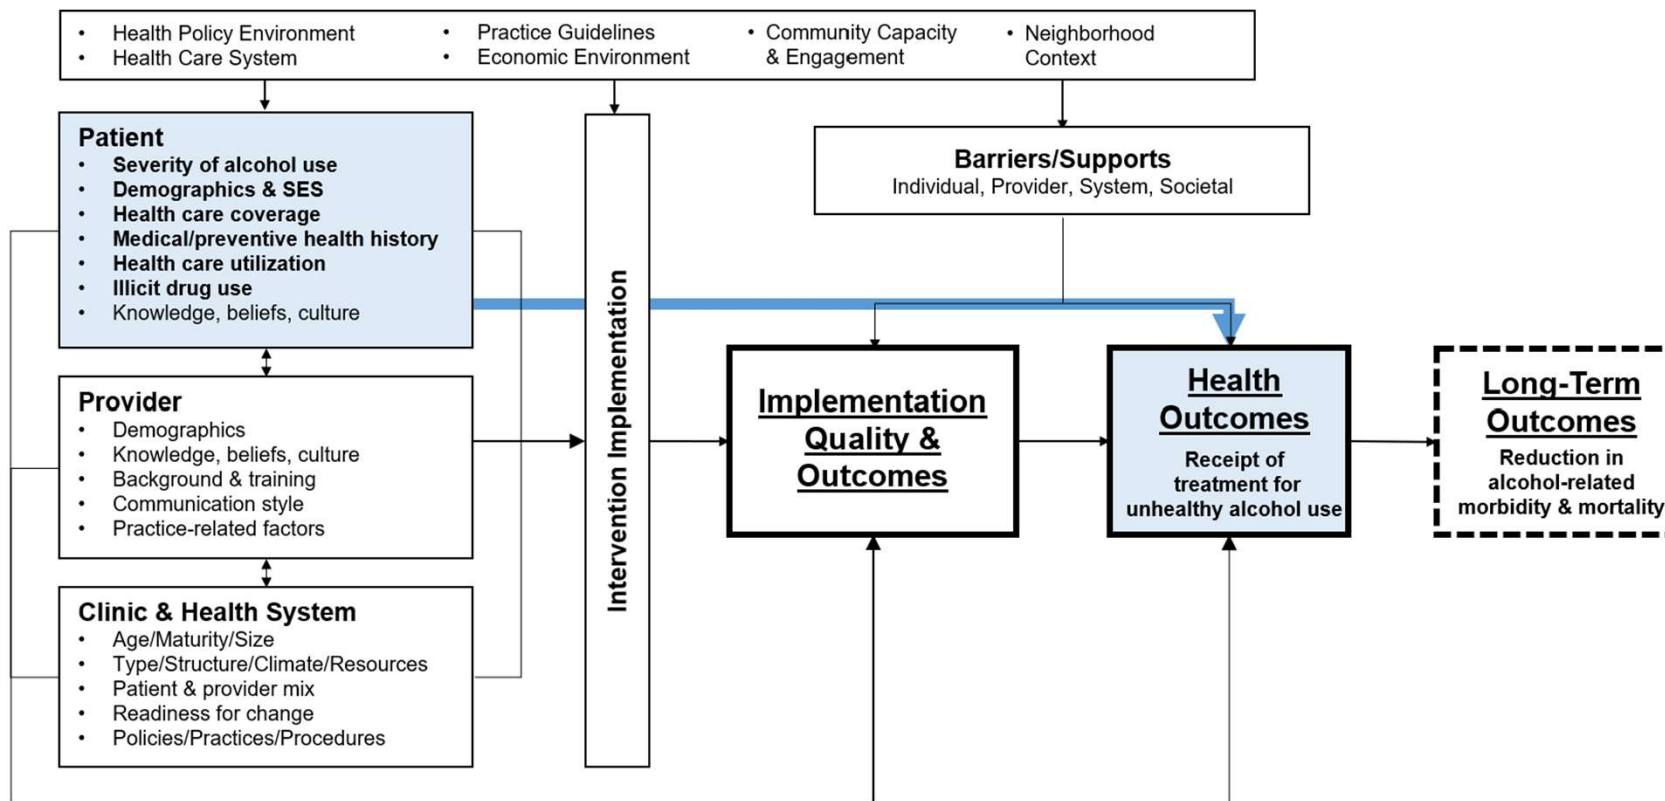 • Health Policy Environment
• Health Care System
• Practice Guidelines
• Economic Environment
• Community Capacity
& Engagement
• Neighborhood
Context
Patient
• Severity of alcohol use
• Demographics & SES
• Health care coverage
• Medical/preventive health history
• Health care utilization
• Illicit drug use
• Knowledge, beliefs, culture
Provider
• Demographics
• Knowledge, beliefs, culture
• Background & training
• Communication style
• Practice-related factors
Clinic & Health System
• Age/Maturity/Size
• Type/Structure/Climate/Resources
• Patient & provider mix
• Readiness for change
• Policies/Practices/Procedures
Intervention Implementation
Barriers/Supports
Individual, Provider, System, Societal
Implementation
Quality &
Outcomes
Health
Outcomes
Receipt of
treatment for
unhealthy alcohol use
Long-Term
Outcomes
Reduction in
alcohol-related
morbidity & mortality